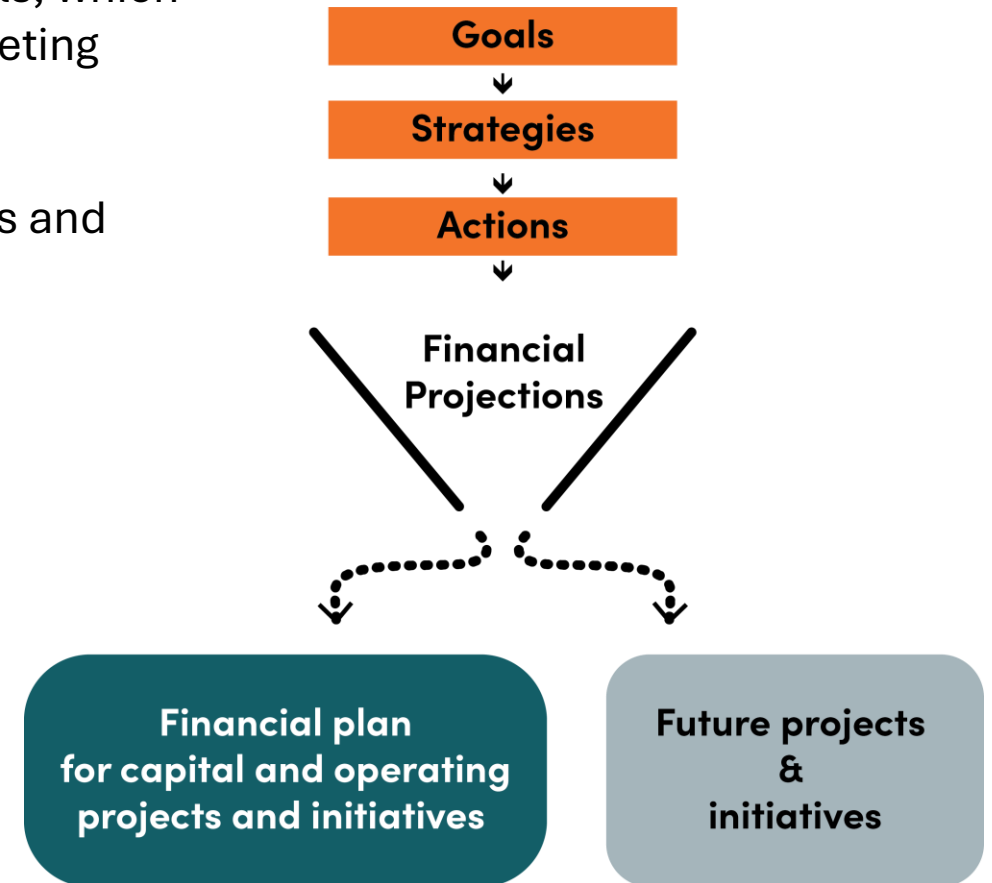 which
eting
s and
Goals
Strategies
Actions
Financial
Projections
Financial plan
for capital and operating
projects and initiatives
Future projects
&
initiatives